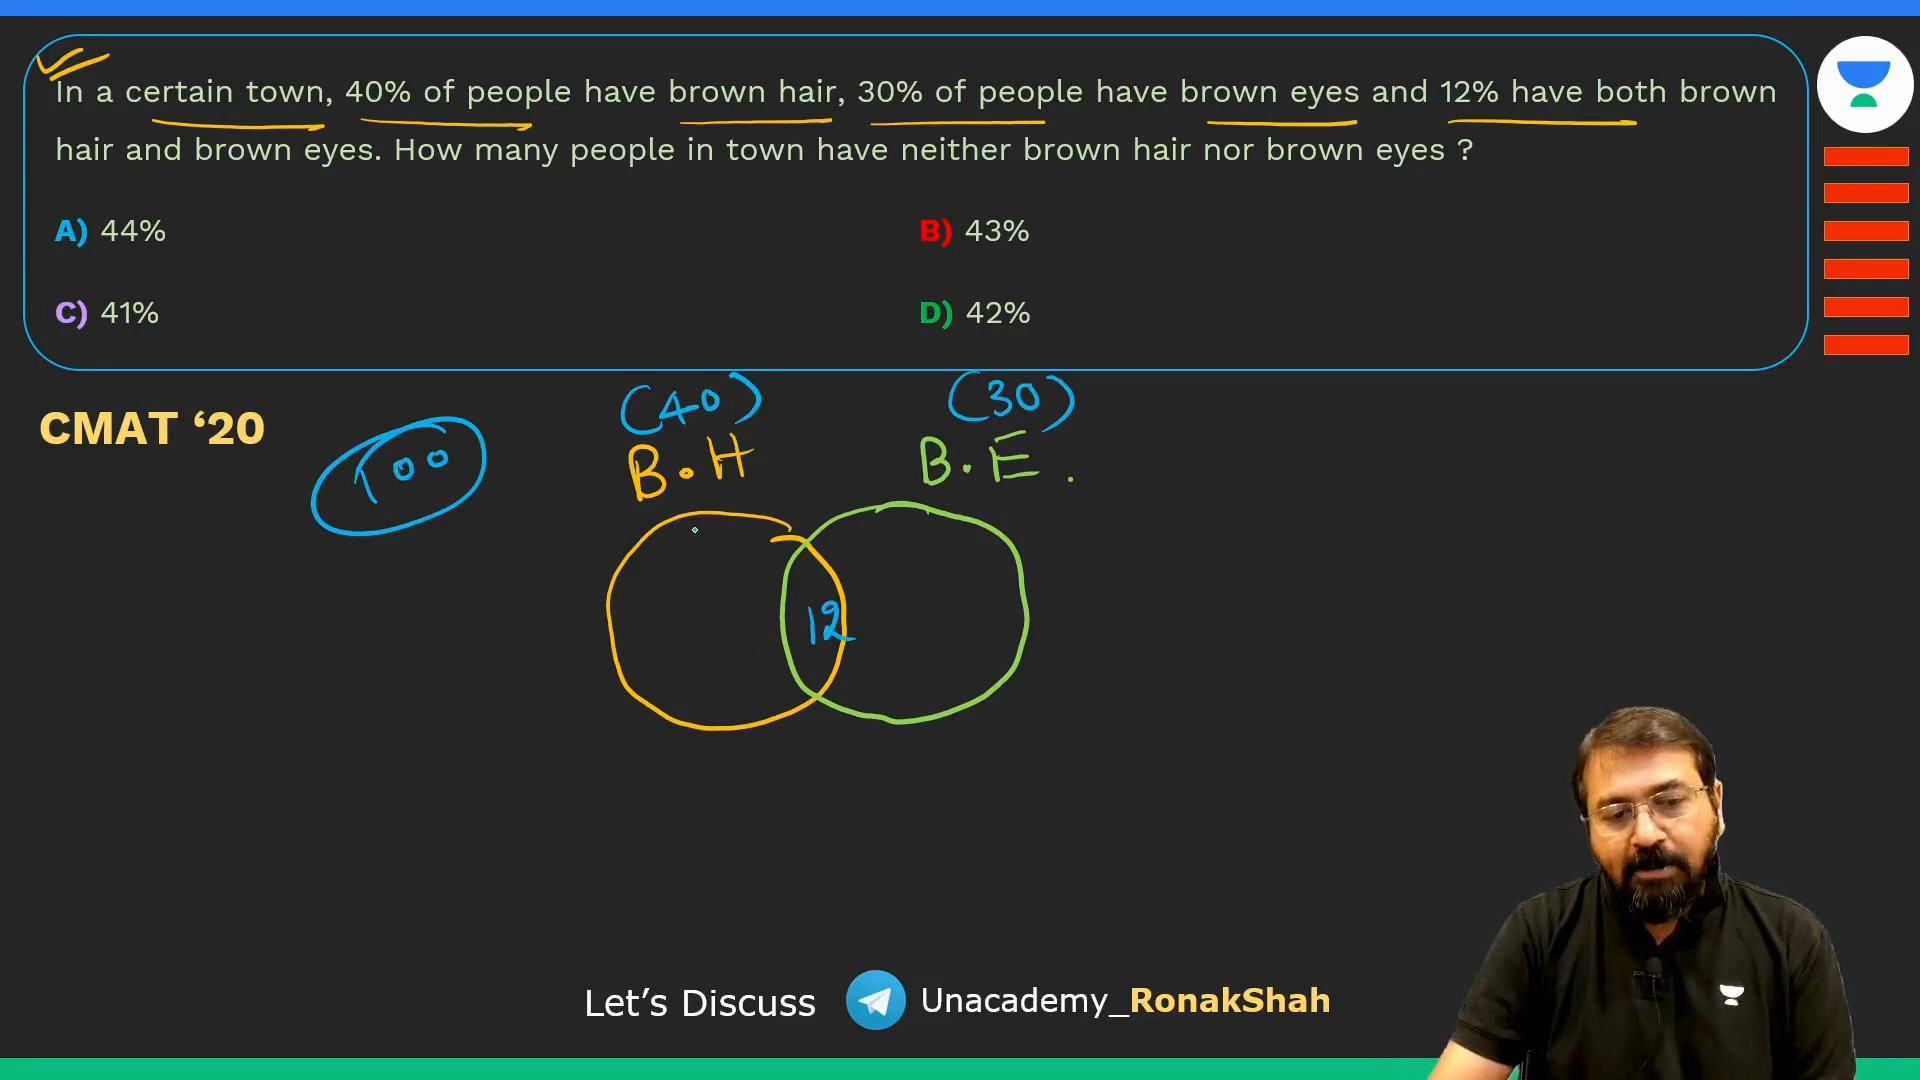 In a certain town, 40% of people have brown hair, 30% of people have brown eyes and 12% have both brown
hair and brown eyes. How many people in town have neither brown hair nor brown eyes ?
A) 44%
B) 43%
C) 41%
D) 42%
CMAT ‘20
100
(40)
(30)
B.H
B.E.
12
Let’s Discuss
Unacademy_RonakShah